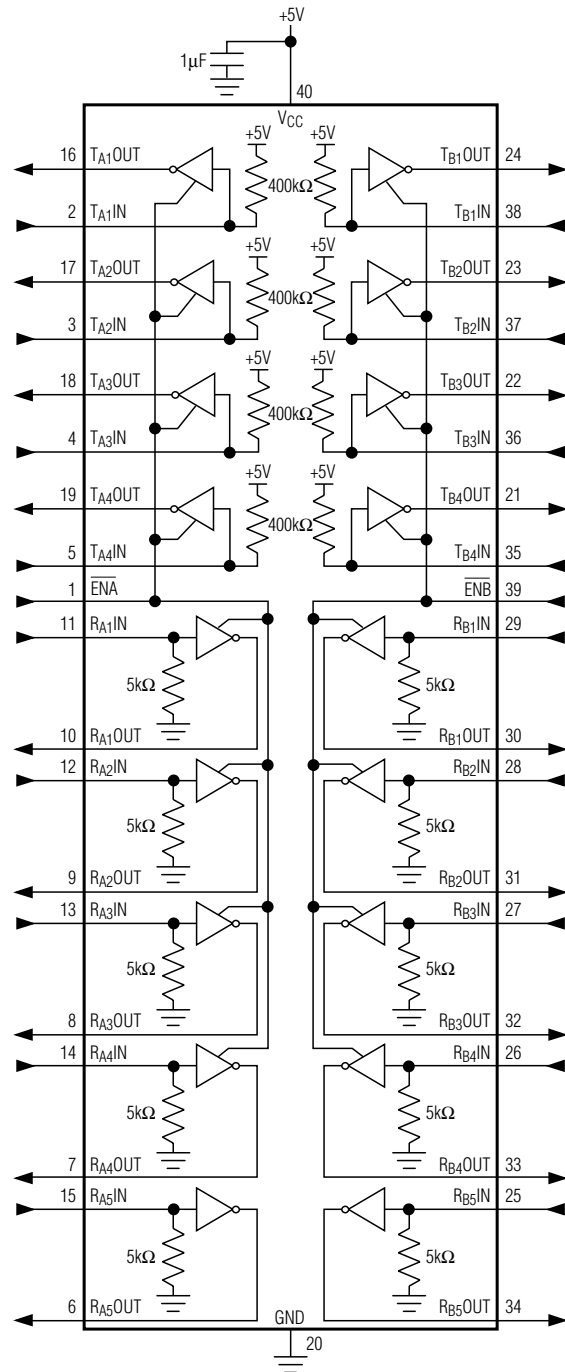 +5V
1µF
40
VCC
+5V +5V
16 TA1OUT TB1OUT 24
400kΩ
2 TA1IN TB1IN 38
+5V +5V
17 TA2OUT TB2OUT 23
400kΩ
3 TA2IN TB2IN 37
+5V +5V
18 TA3OUT TB3OUT 22
400kΩ
4 TA3IN TB3IN 36
+5V +5V
19 TA4OUT TB4OUT 21
400kΩ
5 TA4IN TB4IN 35
1 ENA ENB 39
11 RA1IN RB1IN 29
5kΩ 5kΩ
10 RA1OUT RB1OUT 30
12 RA2IN RB2IN 28
5kΩ 5kΩ
9 RA2OUT RB2OUT 31
13 RA3IN RB3IN 27
5kΩ 5kΩ
8 RA3OUT RB3OUT 32
14 RA4IN RB4IN 26
5kΩ 5kΩ
7 RA4OUT RB4OUT 33
15 RA5IN RB5IN 25
5kΩ 5kΩ
6 RA5OUT RB5OUT 34
GND
20